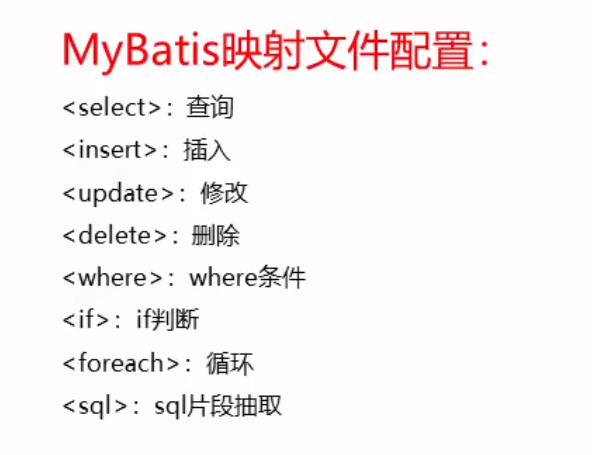 MyBatis映射文件配置：
<select>：查询
<insert>：插入
<update>：修改
<delete>：删除
<where>：where条件
<if>：if判断
<foreach>：循环
<sql>：sql片段抽取